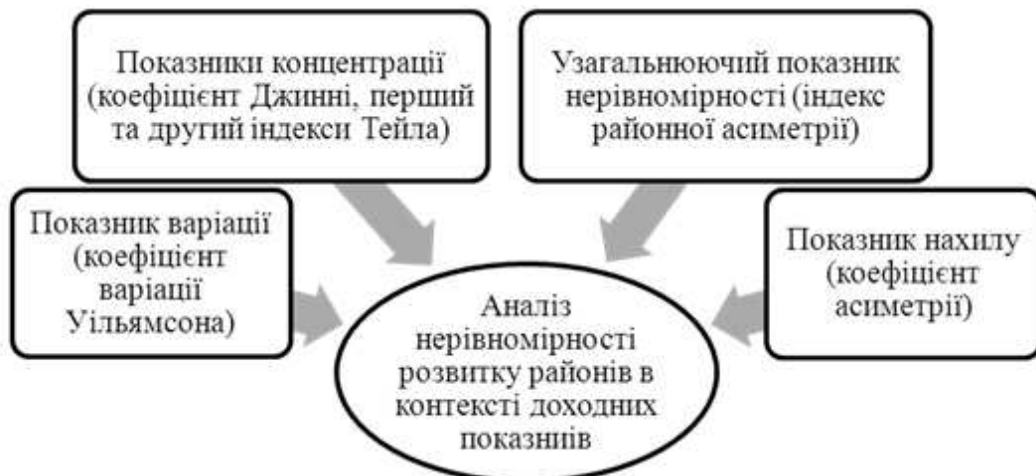 Показники концентрації
(коефіцієнт Джинні, перший
та другий індекси Тейла)
Узагальнюючий показник
нерівномірності (індекс
районної асиметрії)
Показник варіації
(коефіцієнт
варіації
Уільямсона)
Показник нахилу
(коефіцієнт
асиметрії)
Аналіз
нерівномірності
розвитку районів в
контексті доходних
показниів